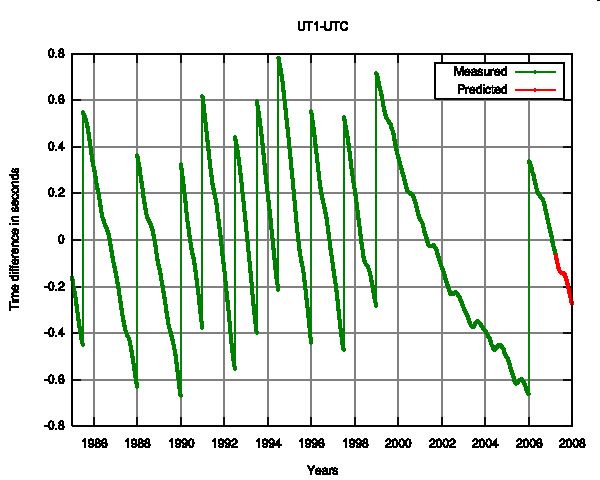 UT1-UTC
0.8
0.6
0.4
0.2
0
-0.2
-0.4
-0.6
-0.8
Time difference in seconds
Measured
Predicted
1986 1988 1990 1992 1994 1996 1998 2000 2002 2004 2006 2008
Years